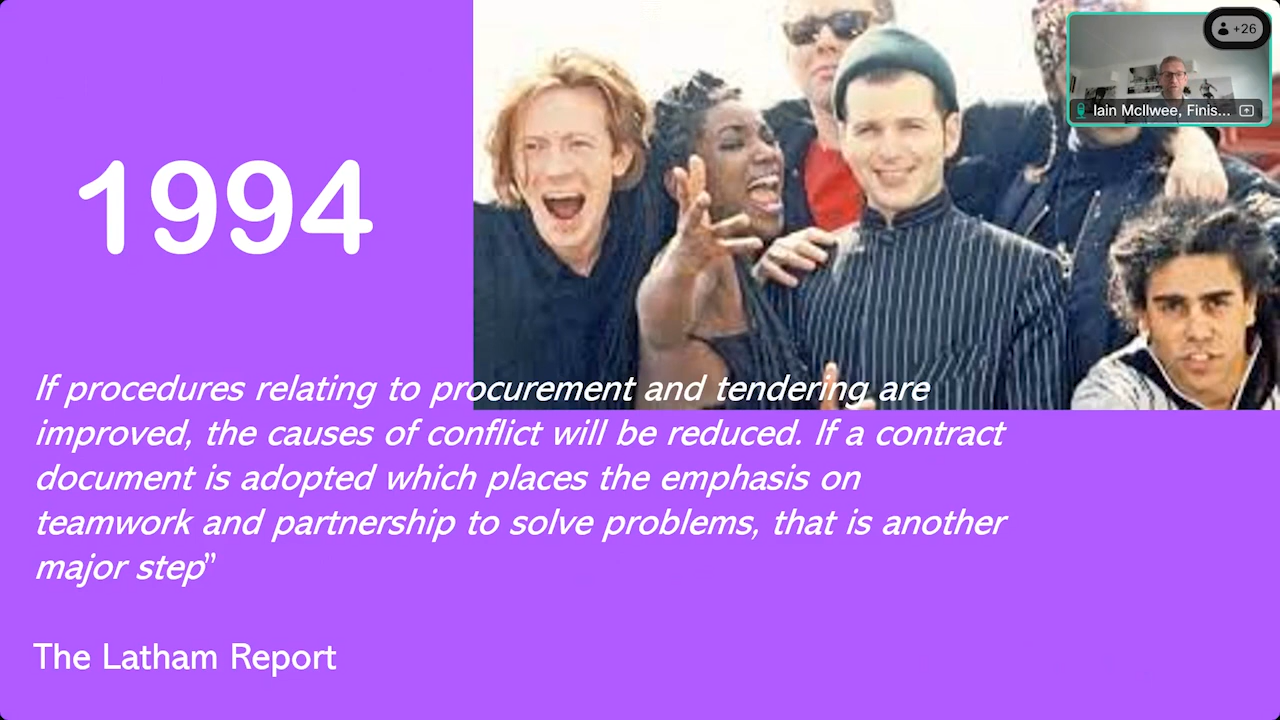 +26
Iain McIlwee, Finis...
1994
If procedures relating to procurement and tendering are
improved, the causes of conflict will be reduced. If a contract
document is adopted which places the emphasis on
teamwork and partnership to solve problems, that is another
major step”
The Latham Report